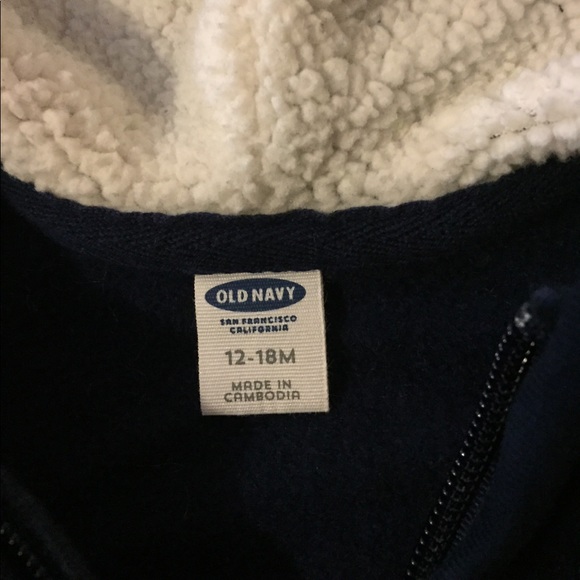 OLD NAVY
SAN FRANCISCO
CALIFORNIA
12-18M
MADE IN
CAMBODIA